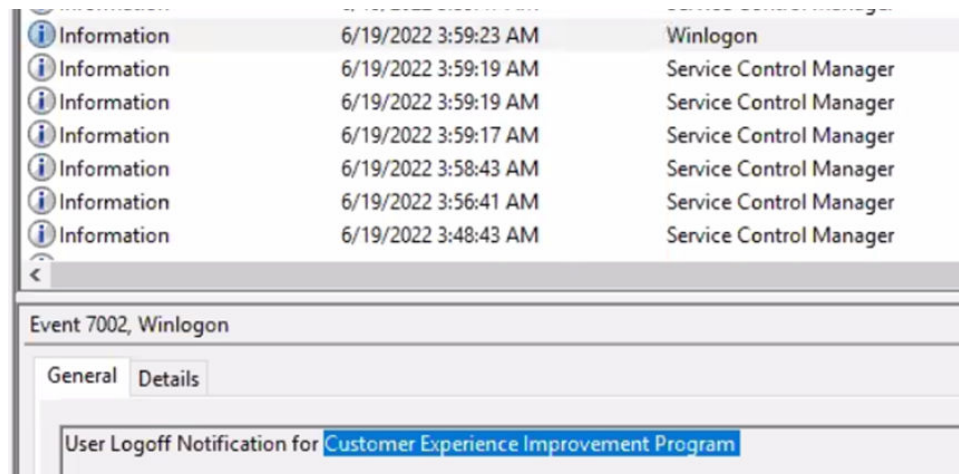 Information 6/19/2022 3:59:23 AM Winlogon
Information 6/19/2022 3:59:19 AM Service Control Manager
Information 6/19/2022 3:59:19 AM Service Control Manager
Information 6/19/2022 3:59:17 AM Service Control Manager
Information 6/19/2022 3:58:43 AM Service Control Manager
Information 6/19/2022 3:56:41 AM Service Control Manager
Information 6/19/2022 3:48:43 AM Service Control Manager
Event 7002, Winlogon
General Details
User Logoff Notification for Customer Experience Improvement Program